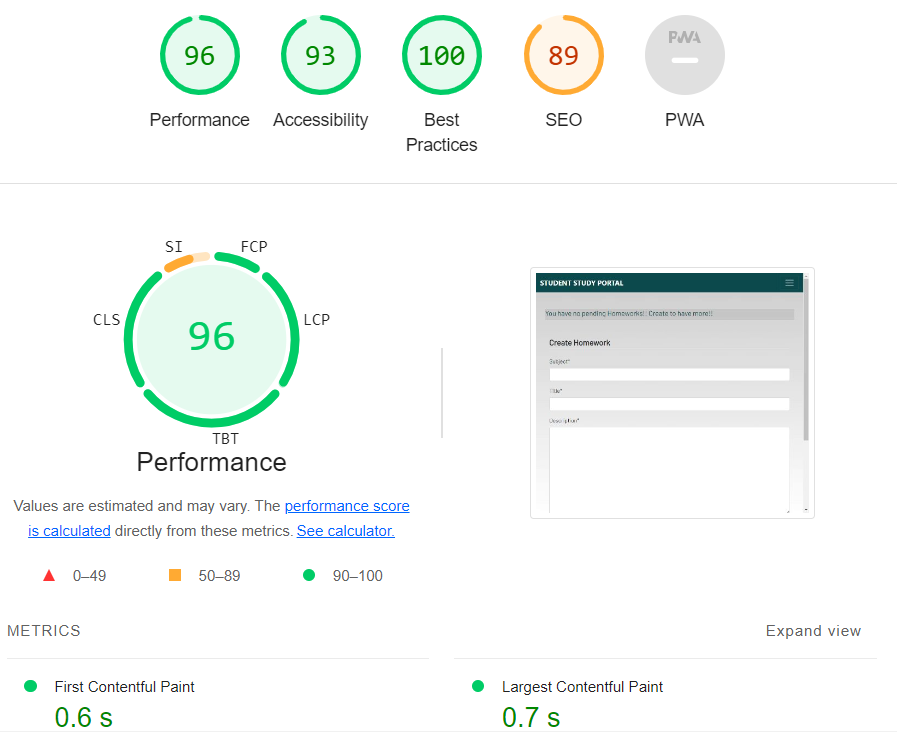 96
93
100
89
PWA
Performance
Accessibility
Best
Practices
SEO
PWA
SI
FCP
CLS
LCP
96
TBT
Performance
Values are estimated and may vary. The performance score
is calculated directly from these metrics. See calculator.
0–49
50–89
90–100
STUDENT STUDY PORTAL
You have no pending Homeworks!! Create to have more!!
Create Homework
Subject*
Title*
Description*
METRICS
Expand view
First Contentful Paint
0.6 s
Largest Contentful Paint
0.7 s